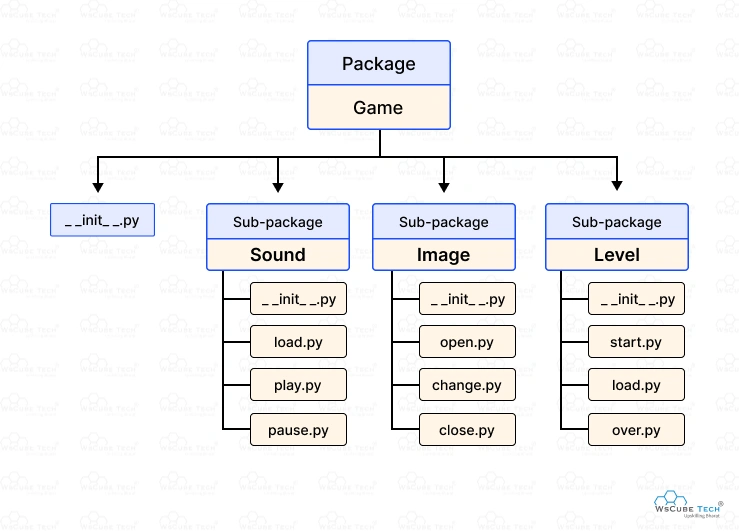 Package
Game
_ _init_ _.py
Sub-package
Sound
_ _init_ _.py
load.py
play.py
pause.py
Sub-package
Image
_ _init_ _.py
open.py
change.py
close.py
Sub-package
Level
_ _init_ _.py
start.py
load.py
over.py
WsCube Tech®
Upskilling Bharat